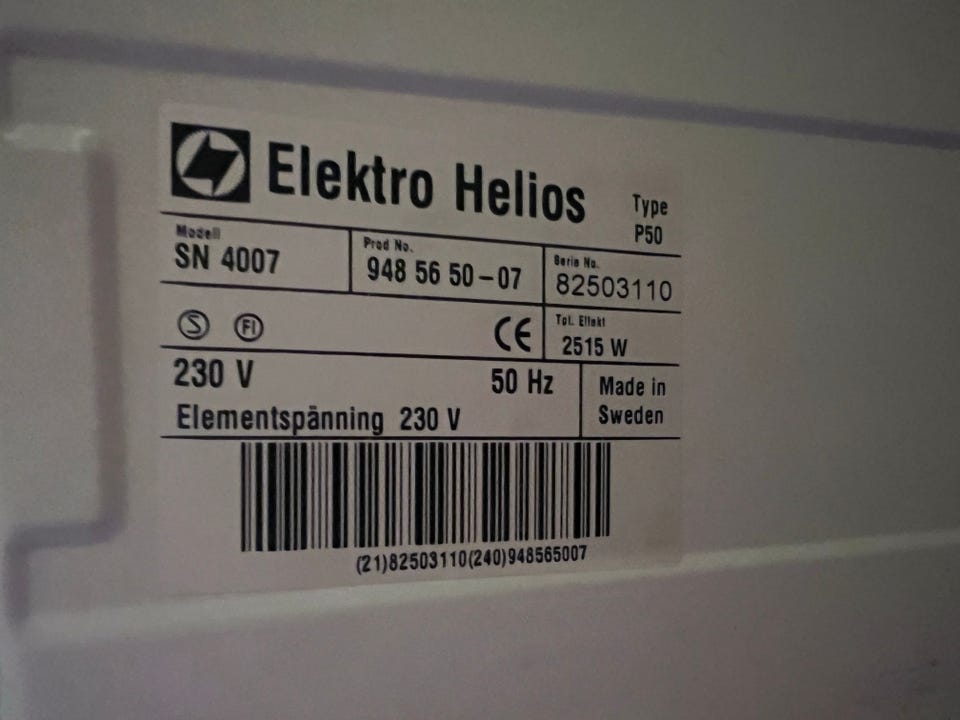 Elektro Helios
Type
P50
Modell
SN 4007
Prod No.
948 56 50-07
Serie No.
82503110
S FI CE
Tot. Effekt
2515 W
230 V 50 Hz
Elementspänning 230 V
Made in
Sweden
(21)82503110(240)948565007